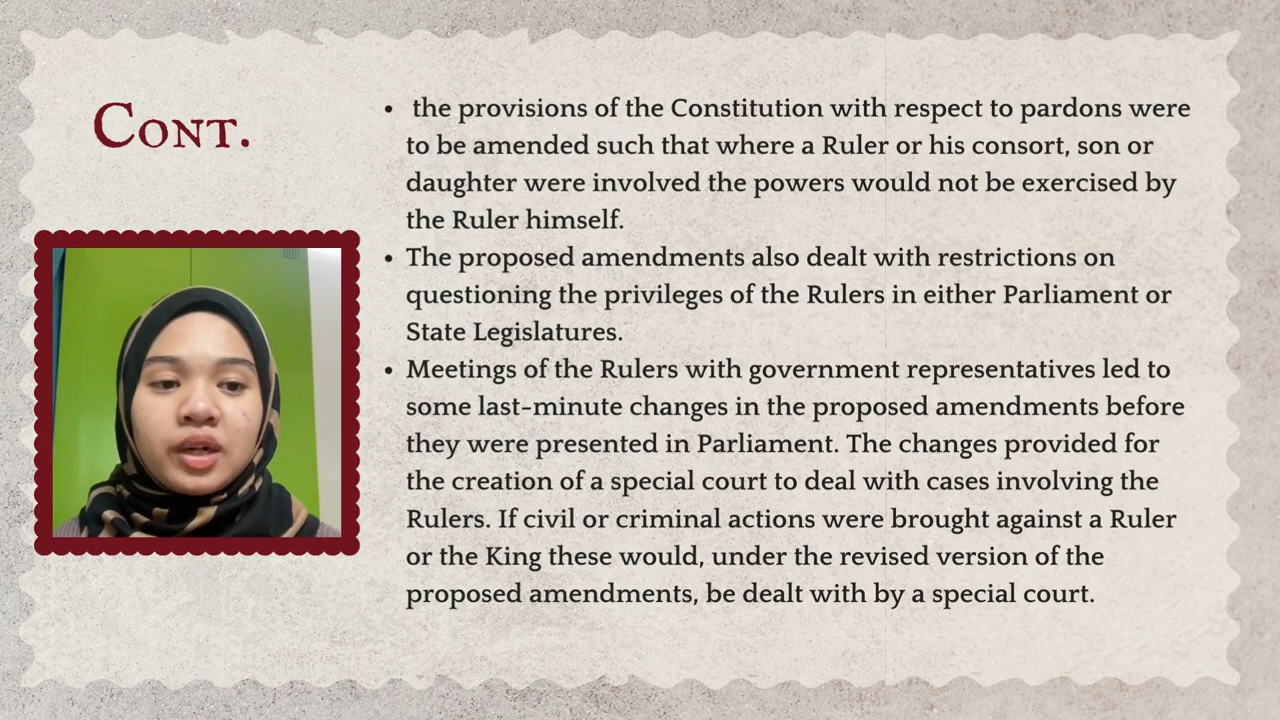 Cont.
• the provisions of the Constitution with respect to pardons were
to be amended such that where a Ruler or his consort, son or
daughter were involved the powers would not be exercised by
the Ruler himself.
• The proposed amendments also dealt with restrictions on
questioning the privileges of the Rulers in either Parliament or
State Legislatures.
• Meetings of the Rulers with government representatives led to
some last-minute changes in the proposed amendments before
they were presented in Parliament. The changes provided for
the creation of a special court to deal with cases involving the
Rulers. If civil or criminal actions were brought against a Ruler
or the King these would, under the revised version of the
proposed amendments, be dealt with by a special court.